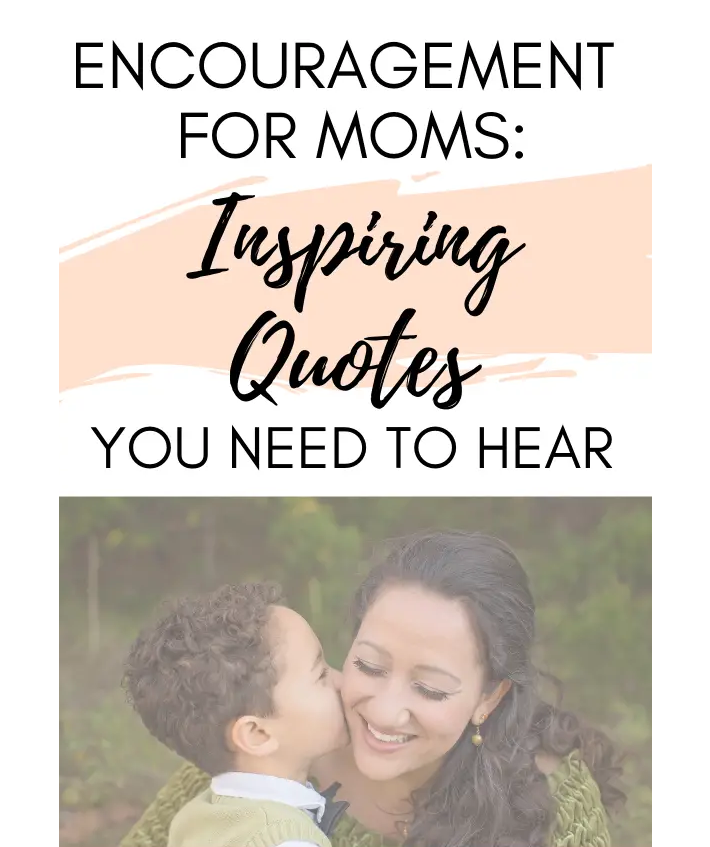 ENCOURAGEMENT
FOR MOMS:
Inspiring
Quotes
YOU NEED TO HEAR